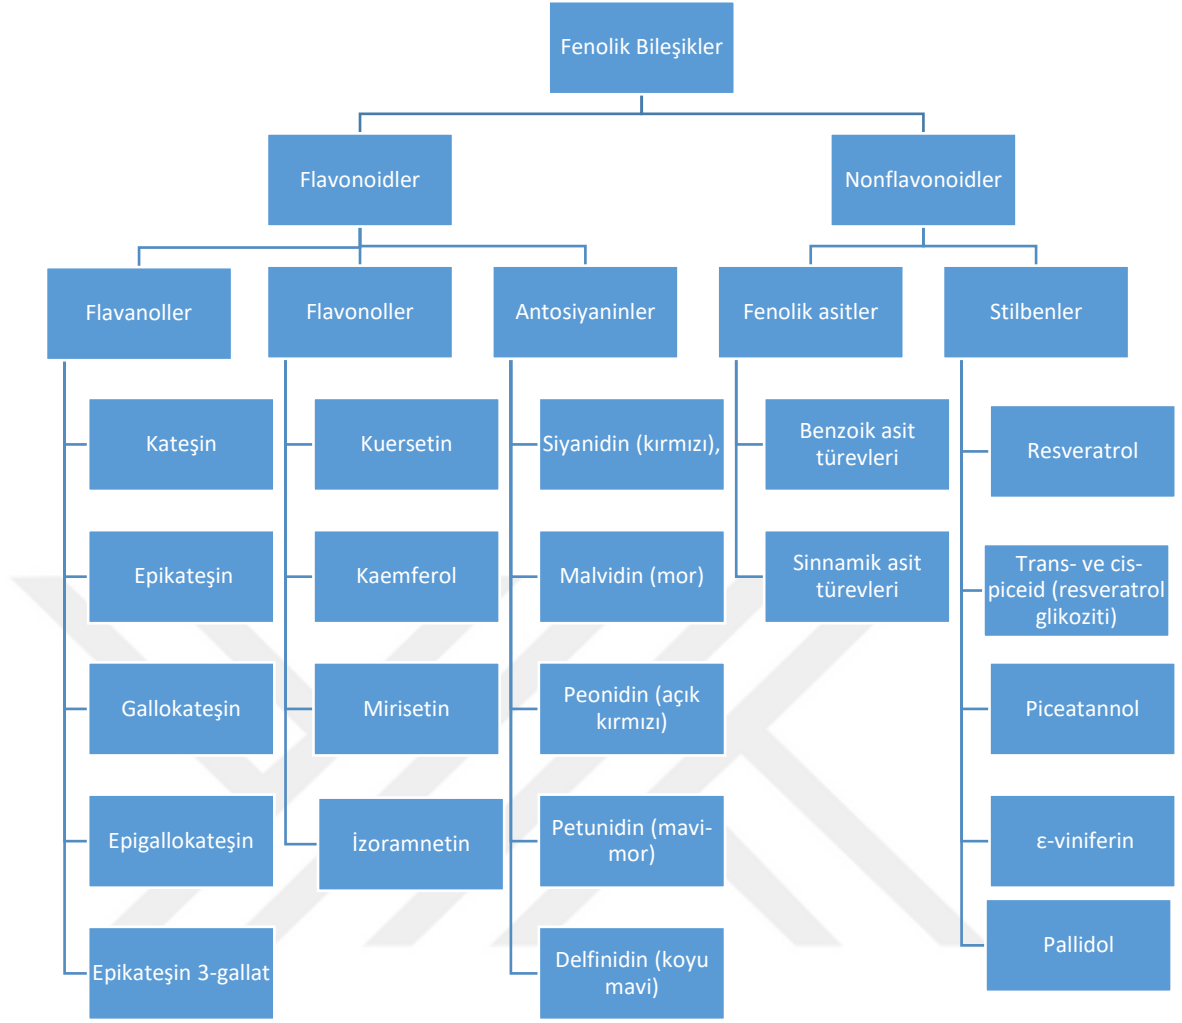 Fenolik Bileşikler
Flavonoidler
Nonflavonoidler
Flavanoller
Flavonoller
Antosiyaninler
Fenolik asitler
Stilbenler
Kateşin
Kuersetin
Siyanidin (kırmızı),
Benzoik asit
türevleri
Resveratrol
Epikateşin
Kaemferol
Malvidin (mor)
Sinnamik asit
türevleri
Trans- ve cis-
piceid (resveratrol
glikoziti)
Gallokateşin
Mirisetin
Peonidin (açık
kırmızı)
Piceatannol
Epigallokateşin
İzoramnetin
Petunidin (mavi-
mor)
ε-viniferin
Epikateşin 3-gallat
Delfinidin (koyu
mavi)
Pallidol